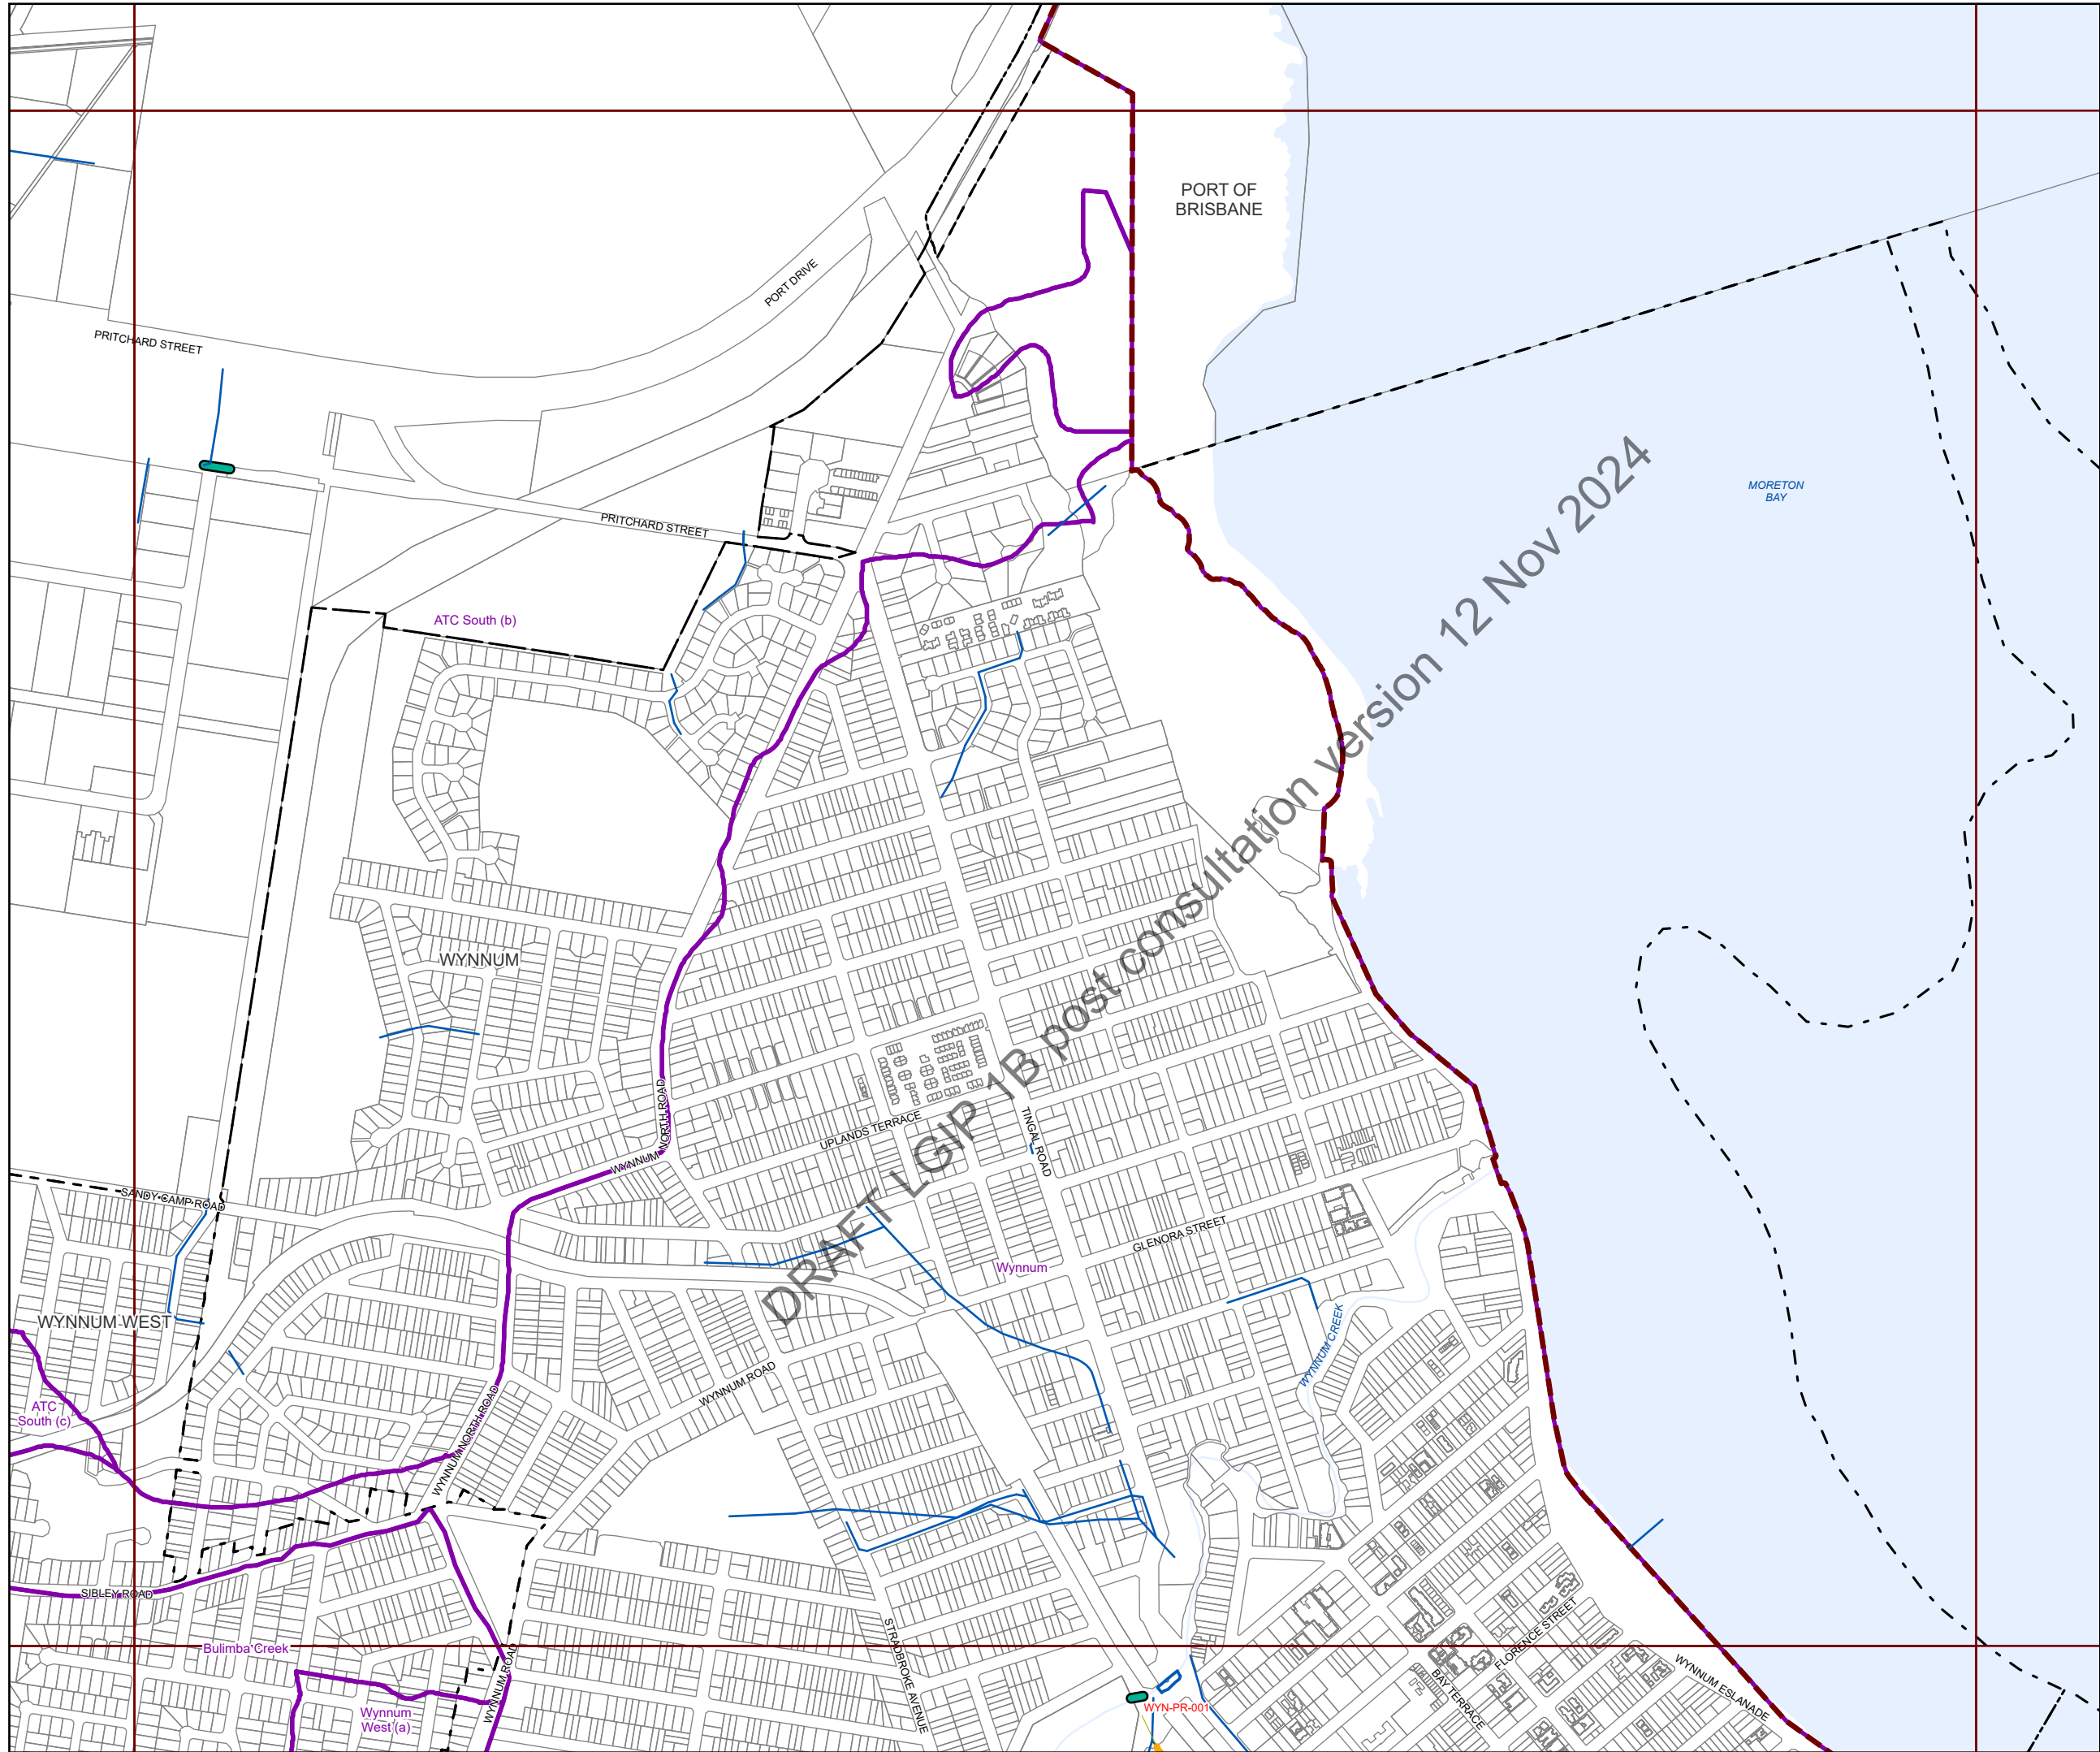 PORT OF
BRISBANE
PORT DRIVE
PRITCHARD STREET
MORETON
BAY
PRITCHARD STREET
ATC South (b)
DRAFT LGIP 1B post consultation version 12 Nov 2024
WYNNUM
WYNNUM NORTH ROAD
UPLANDS TERRACE
TINGAL ROAD
SANDY CAMP ROAD
GLENORA STREET
Wynnum
WYNNUM WEST
WYNNUM CREEK
WYNNUM ROAD
ATC
South (c)
WYNNUM NORTH ROAD
SIBLEY ROAD
STRADBROKE AVENUE
FLORENCE STREET
Bulimba Creek
WYNNUM ROAD
BAY TERRACE
WYNNUM ESLANADE
Wynnum
West (a)
WYN-PR-001